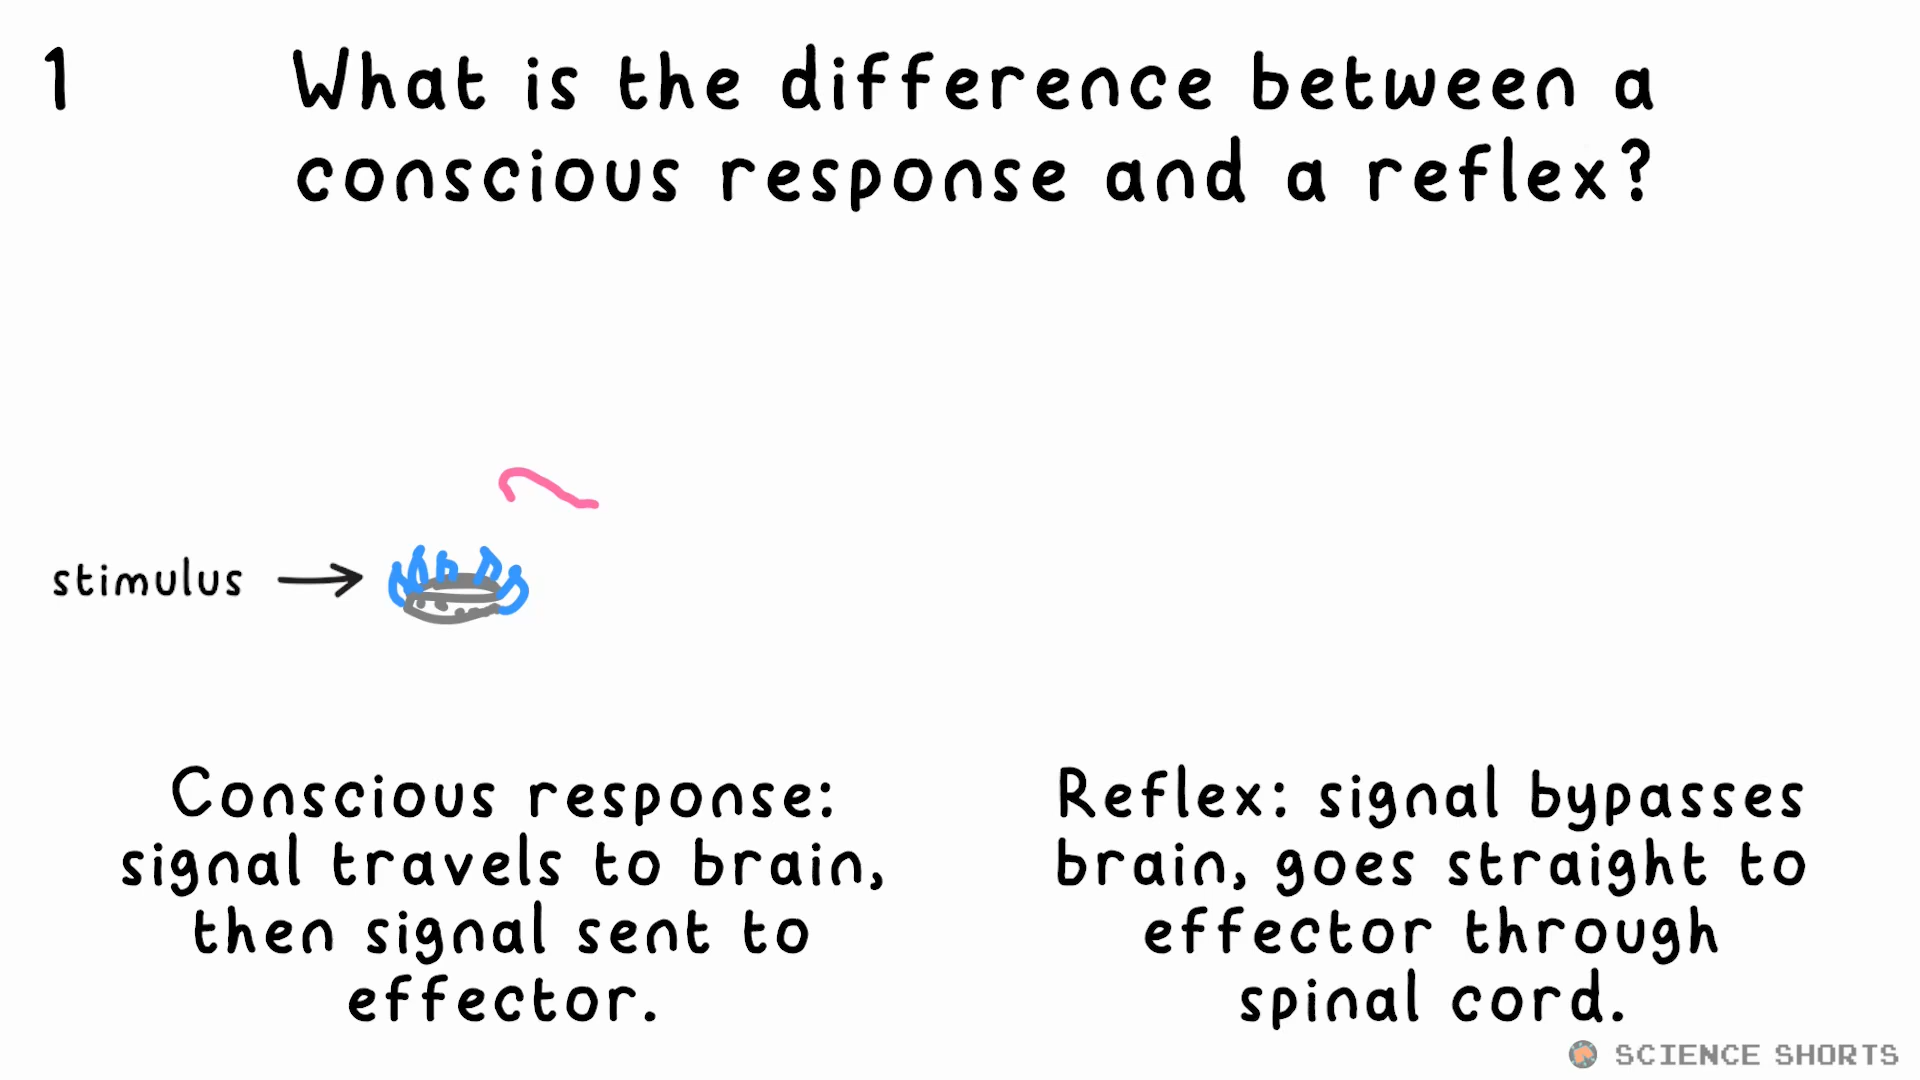 1
What is the difference between a
conscious response and a reflex?
stimulus
Conscious response:
signal travels to brain,
then signal sent to
effector.
Reflex: signal bypasses
brain, goes straight to
effector through
spinal cord.
SCIENCE SHORTS